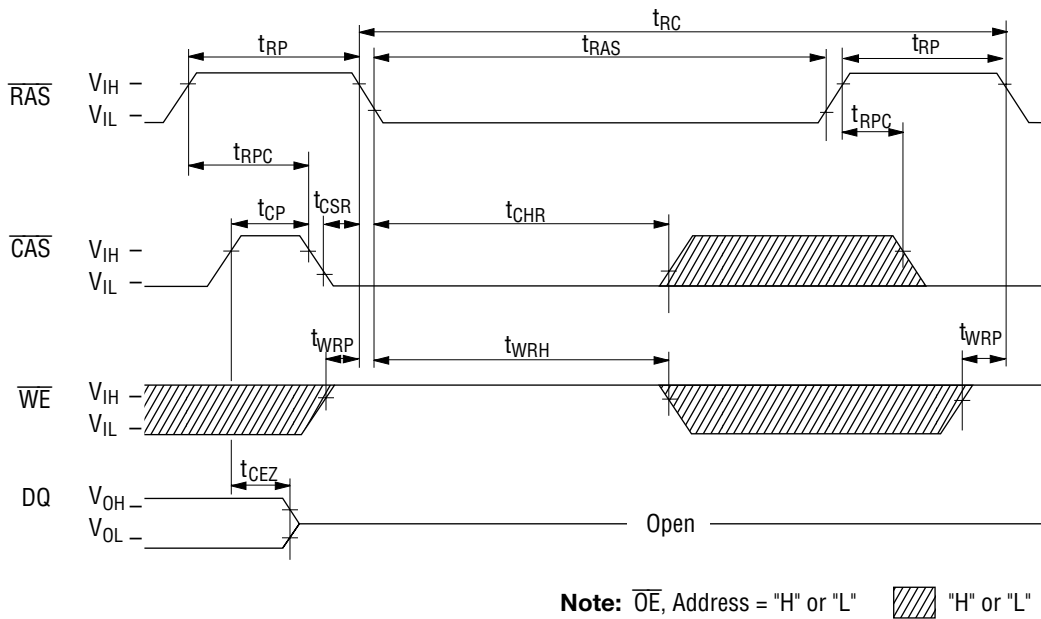 tRC
tRP
tRAS
tRP
RAS
VIH
VIL
tRPC
tRPC
tCP
tCSR
tCHR
CAS
VIH
VIL
tWRP
tWRH
tWRP
WE
VIH
VIL
tCEZ
DQ
VOH
VOL
Open
Note: OE, Address = "H" or "L"
"H" or "L"